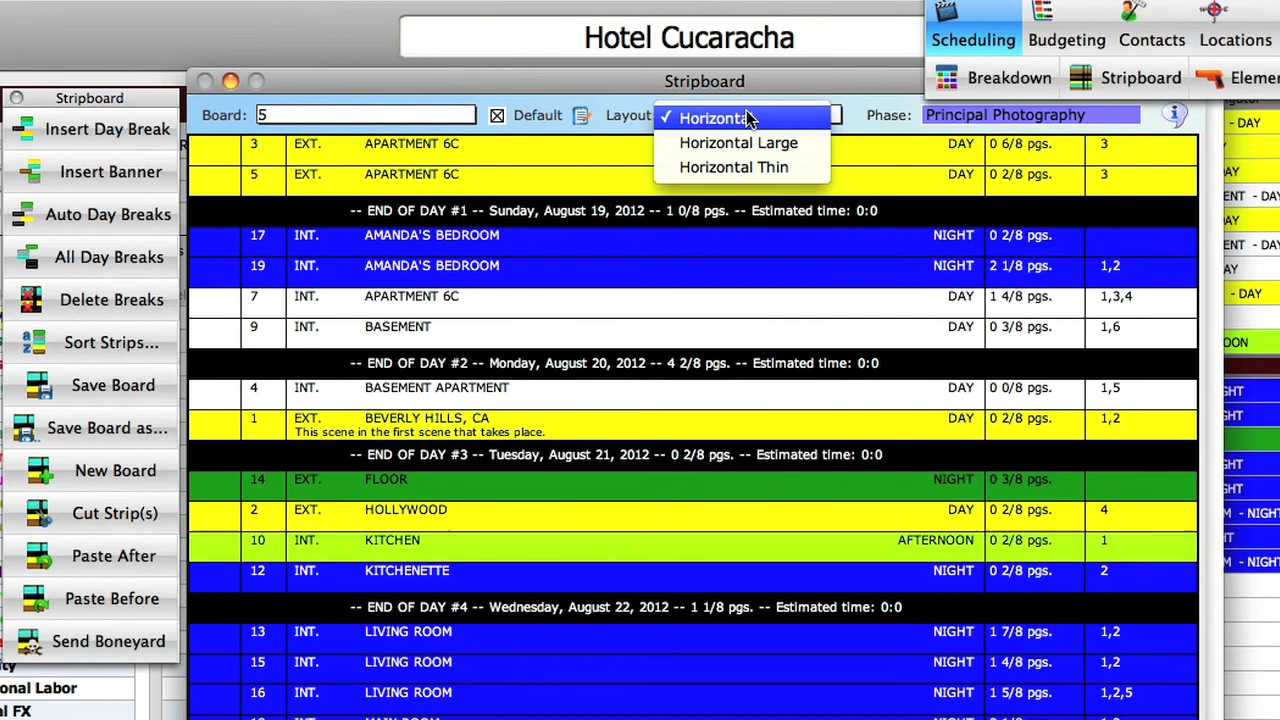 Hotel Cucaracha
Scheduling Budgeting Contacts Locations
Breakdown Stripboard
Stripboard
Insert Day Break
Insert Banner
Auto Day Breaks
All Day Breaks
Delete Breaks
Sort Strips...
Save Board
Save Board as...
New Board
Cut Strip(s)
Paste After
Paste Before
Send Boneyard
Stripboard
Board: 5 Default Layout Phase: Principal Photography
✓ Horizontal
Horizontal Large
Horizontal Thin
3 EXT. APARTMENT 6C DAY 0 6/8 pgs. 3
5 EXT. APARTMENT 6C DAY 0 2/8 pgs. 3
-- END OF DAY #1 -- Sunday, August 19, 2012 -- 1 0/8 pgs. -- Estimated time: 0:0
17 INT. AMANDA'S BEDROOM NIGHT 0 2/8 pgs.
19 INT. AMANDA'S BEDROOM NIGHT 2 1/8 pgs. 1,2
7 INT. APARTMENT 6C DAY 1 4/8 pgs. 1,3,4
9 INT. BASEMENT DAY 0 3/8 pgs. 1,6
-- END OF DAY #2 -- Monday, August 20, 2012 -- 4 2/8 pgs. -- Estimated time: 0:0
4 INT. BASEMENT APARTMENT DAY 0 0/8 pgs. 1,5
1 EXT. BEVERLY HILLS, CA DAY 0 2/8 pgs. 1,2
This scene in the first scene that takes place.
-- END OF DAY #3 -- Tuesday, August 21, 2012 -- 0 2/8 pgs. -- Estimated time: 0:0
14 EXT. FLOOR NIGHT 0 3/8 pgs.
2 EXT. HOLLYWOOD DAY 0 2/8 pgs. 4
10 INT. KITCHEN AFTERNOON 0 2/8 pgs. 1
12 INT. KITCHENETTE NIGHT 0 2/8 pgs. 2
-- END OF DAY #4 -- Wednesday, August 22, 2012 -- 1 1/8 pgs. -- Estimated time: 0:0
13 INT. LIVING ROOM NIGHT 1 7/8 pgs. 1,2
15 INT. LIVING ROOM NIGHT 1 4/8 pgs. 1,2
16 INT. LIVING ROOM NIGHT 1 5/8 pgs. 1,2,5
- DAY
- DAY
- DAY
- DAY
- NIGHT
- NIGHT
onal Labor
al FX